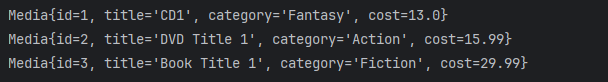 Media{id=1, title='CD1', category='Fantasy', cost=13.0}
Media{id=2, title='DVD Title 1', category='Action', cost=15.99}
Media{id=3, title='Book Title 1', category='Fiction', cost=29.99}